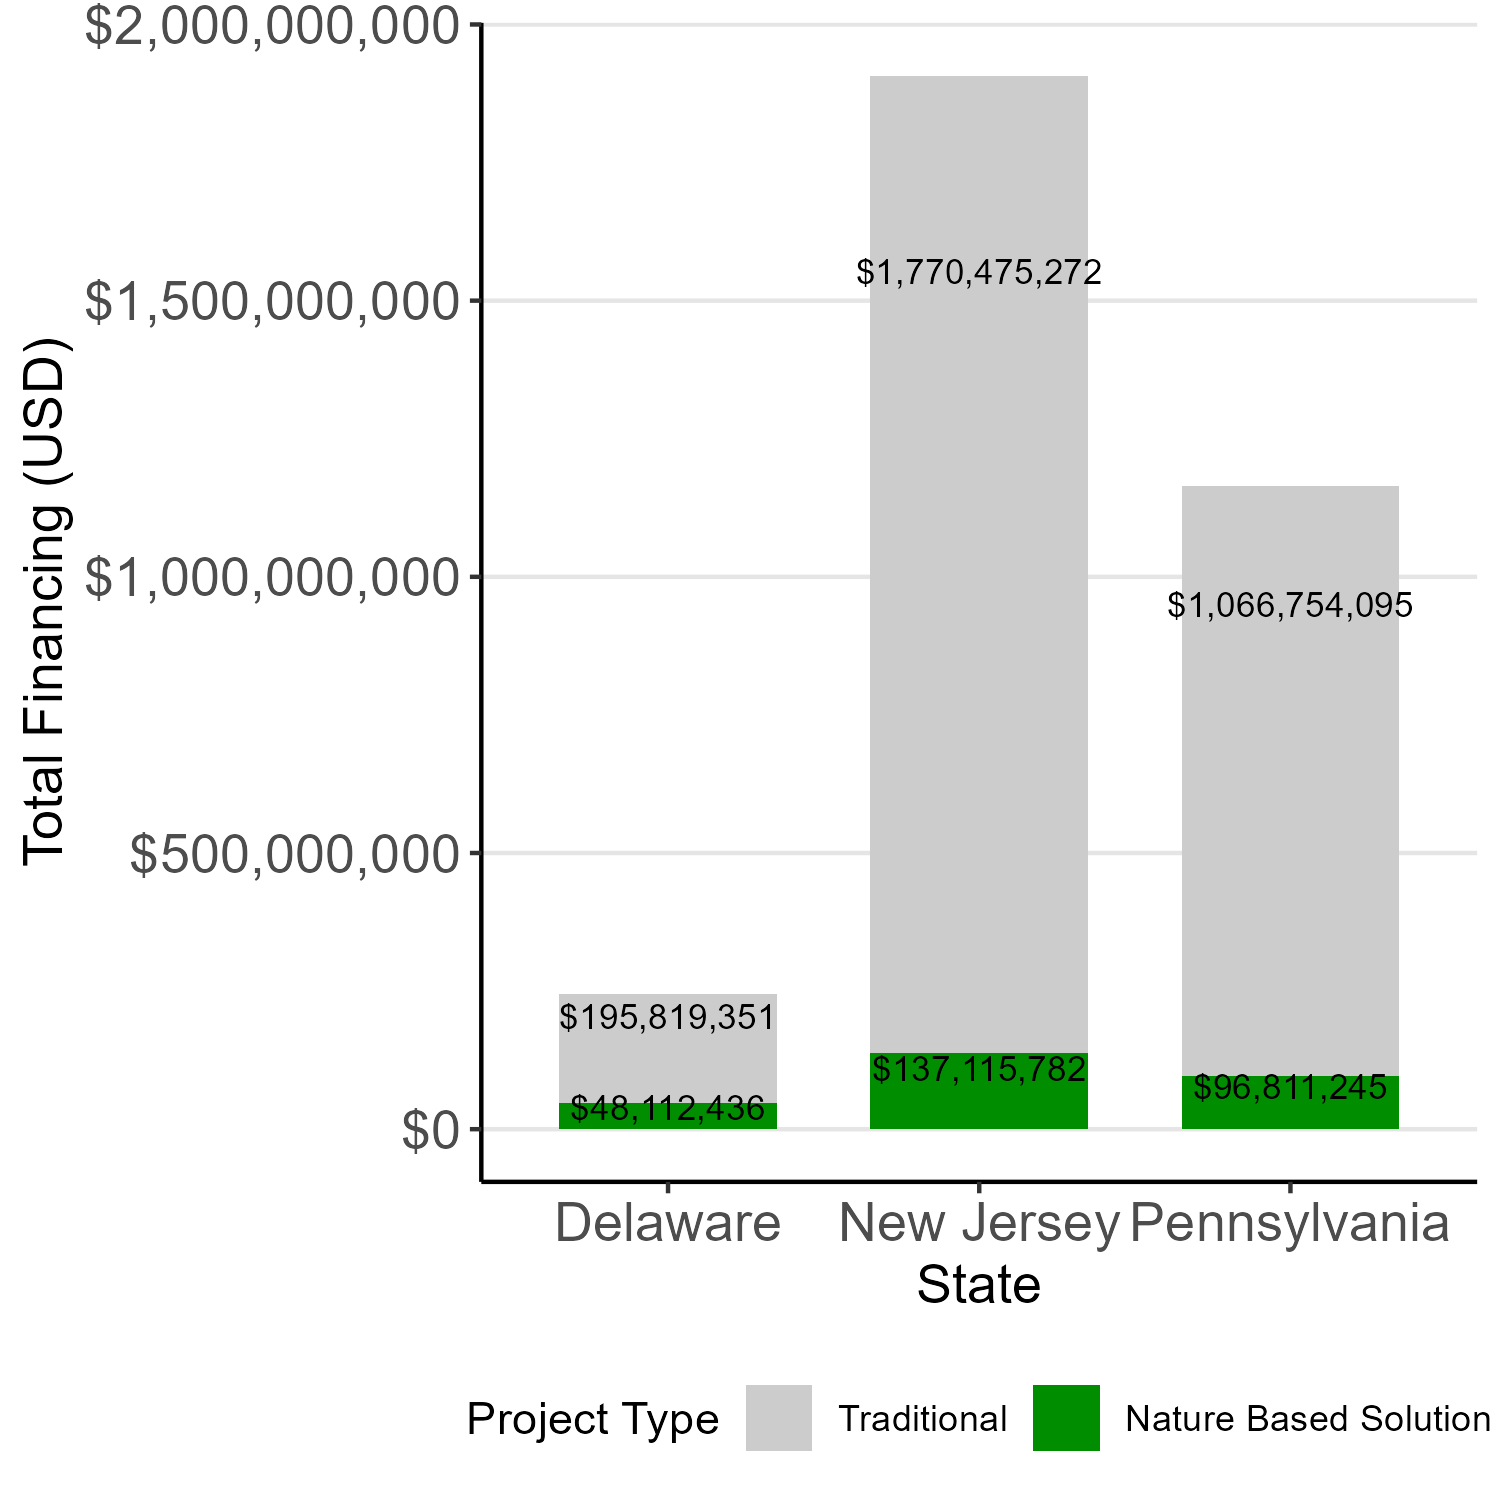 $2,000,000,000
$1,500,000,000
$1,000,000,000
$500,000,000
$0
Total Financing (USD)
$1,770,475,272
$1,066,754,095
$195,819,351
$48,112,436
$137,115,782
$96,811,245
Delaware New Jersey Pennsylvania
State
Project Type Traditional Nature Based Solution